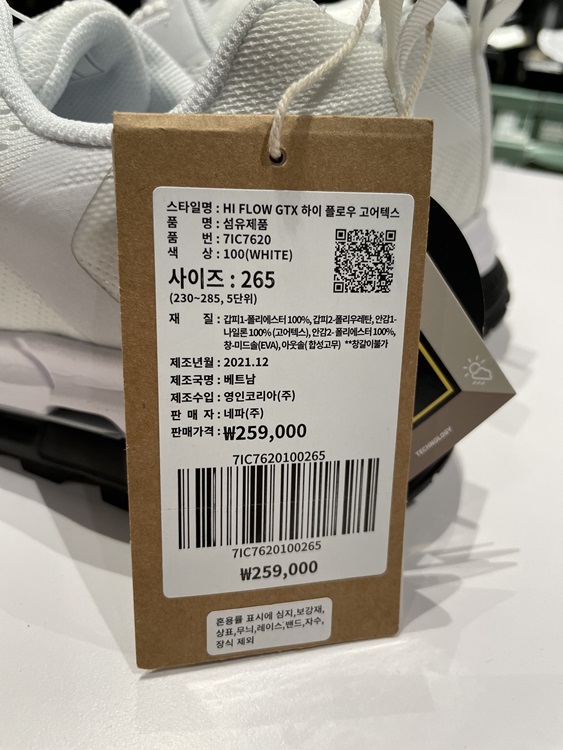 스타일명 : HI FLOW GTX 하이 플로우 고어텍스
품 명 : 섬유제품
품 번 : 7IC7620
색 상 : 100(WHITE)
사이즈 : 265
(230~285, 5단위)
재 질 : 갑피1-폴리에스터 100%, 갑피2-폴리우레탄, 안감1-
나일론 100% (고어텍스), 안감2- 폴리에스터 100%,
창-미드솔(EVA), 아웃솔( 합성고무) **창갈이불가
제조년월 : 2021.12
제조국명 : 베트남
제조수입 : 영인코리아(주)
판 매 자 : 네파(주)
판매가격 : ₩259,000
7IC7620100265
7IC7620100265
₩259,000
혼용률 표시에 심지,보강재,
상표,무늬,레이스,밴드,자수,
장식 제외
TECHNOLOGY